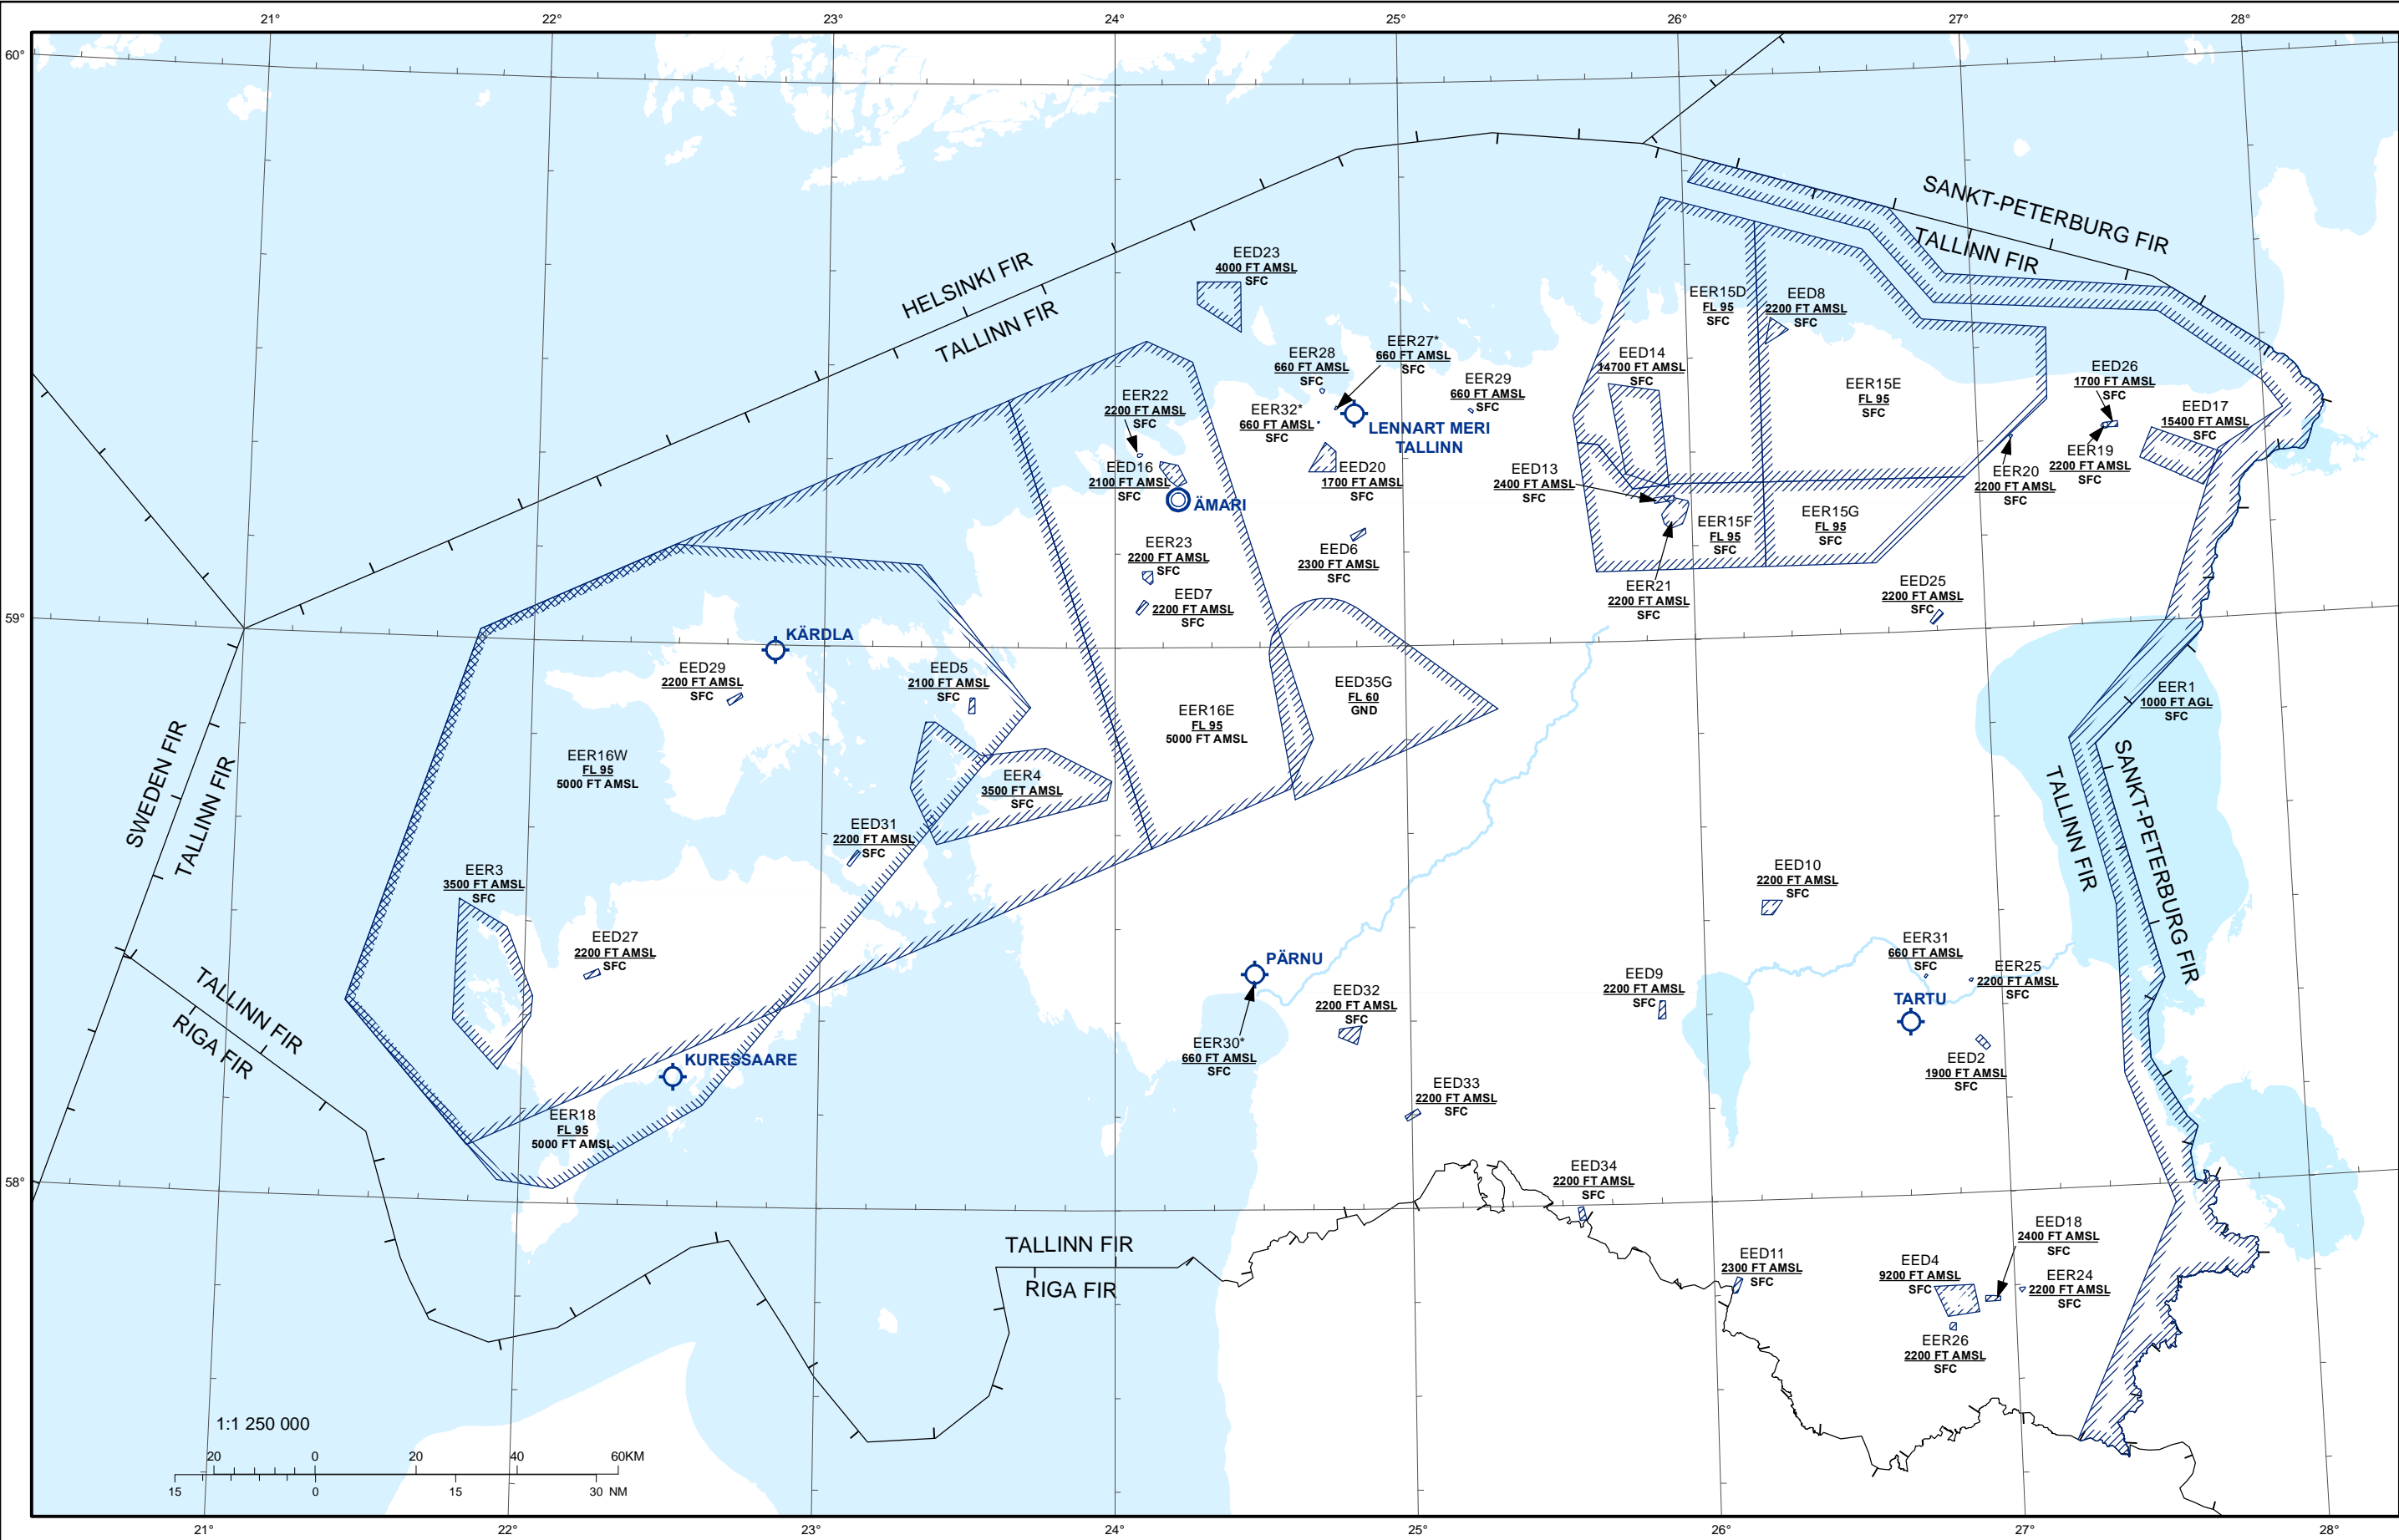 21°
22°
23°
24°
25°
26°
27°
28°
60°
SANKT-PETERBURG FIR
TALLINN FIR
HELSINKI FIR
TALLINN FIR
EED23
4000 FT AMSL
SFC
EER15D
FL 95
SFC
EED8
2200 FT AMSL
SFC
EER28
660 FT AMSL
SFC
EER27*
660 FT AMSL
SFC
EED14
14700 FT AMSL
SFC
EER29
660 FT AMSL
SFC
EER15E
FL 95
SFC
EED26
1700 FT AMSL
SFC
EER22
2200 FT AMSL
SFC
EER32*
660 FT AMSL
SFC
LENNART MERI
TALLINN
EED17
15400 FT AMSL
SFC
EED16
2100 FT AMSL
SFC
EED20
1700 FT AMSL
SFC
EED13
2400 FT AMSL
SFC
EER20
2200 FT AMSL
SFC
EER19
2200 FT AMSL
SFC
ÄMARI
EER15F
FL 95
SFC
EER15G
FL 95
SFC
EER23
2200 FT AMSL
SFC
EED6
2300 FT AMSL
SFC
EED7
2200 FT AMSL
SFC
EER21
2200 FT AMSL
SFC
EED25
2200 FT AMSL
SFC
59°
KÄRDLA
EED29
2200 FT AMSL
SFC
EED5
2100 FT AMSL
SFC
EER16E
FL 95
5000 FT AMSL
EED35G
FL 60
GND
EER1
1000 FT AGL
SFC
SWEDEN FIR
TALLINN FIR
EER16W
FL 95
5000 FT AMSL
EER4
3500 FT AMSL
SFC
TALLINN FIR
SANKT-PETERBURG FIR
EED31
2200 FT AMSL
SFC
EER3
3500 FT AMSL
SFC
EED10
2200 FT AMSL
SFC
EED27
2200 FT AMSL
SFC
TALLINN FIR
RIGA FIR
PÄRNU
EED32
2200 FT AMSL
SFC
EED9
2200 FT AMSL
SFC
EER31
660 FT AMSL
SFC
EER25
2200 FT AMSL
SFC
TARTU
EER30*
660 FT AMSL
SFC
EED2
1900 FT AMSL
SFC
KURESSAARE
EED33
2200 FT AMSL
SFC
EER18
FL 95
5000 FT AMSL
58°
EED34
2200 FT AMSL
SFC
TALLINN FIR
RIGA FIR
EED11
2300 FT AMSL
SFC
EED4
9200 FT AMSL
SFC
EED18
2400 FT AMSL
SFC
EER24
2200 FT AMSL
SFC
EER26
2200 FT AMSL
SFC
1:1 250 000
20
0
20
40
60KM
15
0
15
30 NM
21°
22°
23°
24°
25°
26°
27°
28°